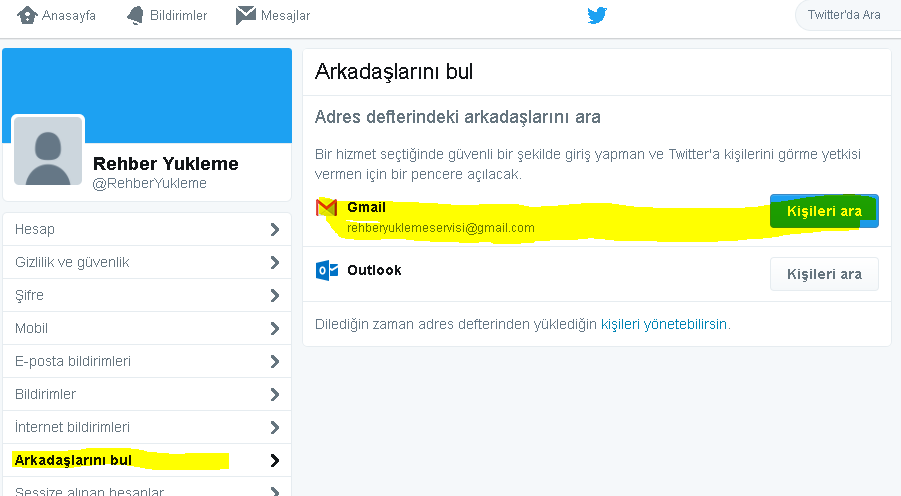 Anasayfa
Bildirimler
Mesajlar
Twitter'da Ara
Rehber Yukleme
@RehberYukleme
Hesap
Gizlilik ve güvenlik
Şifre
Mobil
E-posta bildirimleri
Bildirimler
İnternet bildirimleri
Arkadaşlarını bul
Sessize alınan hesaplar
Arkadaşlarını bul
Adres defterindeki arkadaşlarını ara
Bir hizmet seçtiğinde güvenli bir şekilde giriş yapman ve Twitter'a kişilerini görme yetkisi
vermen için bir pencere açılacak.
Gmail
rehberyuklemeservisi@gmail.com
Kişileri ara
Outlook
Kişileri ara
Dilediğin zaman adres defterinden yüklediğin kişileri yönetebilirsin.